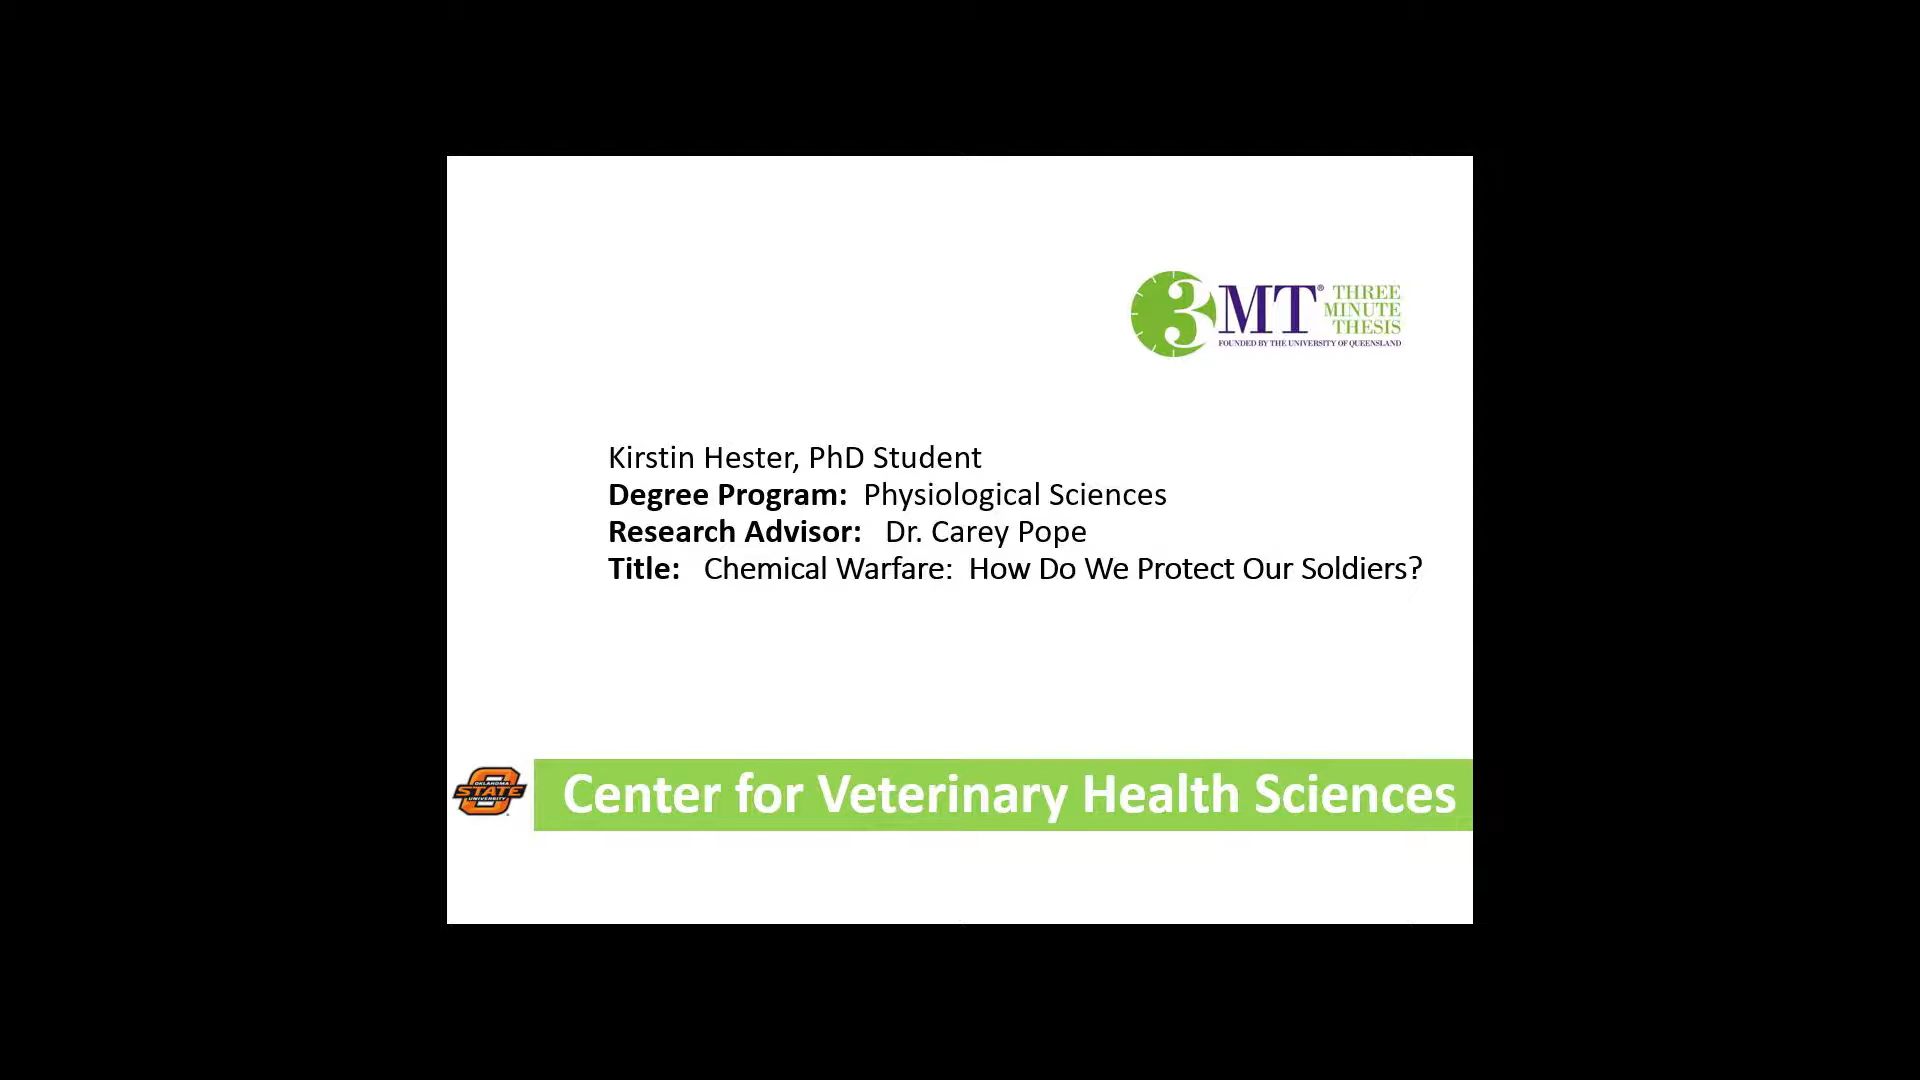 3MT® THREE
MINUTE
THESIS
FOUNDED BY THE UNIVERSITY OF QUEENSLAND
Kirstin Hester, PhD Student
Degree Program: Physiological Sciences
Research Advisor: Dr. Carey Pope
Title: Chemical Warfare: How Do We Protect Our Soldiers?
OKLAHOMA
STATE
UNIVERSITY
Center for Veterinary Health Sciences